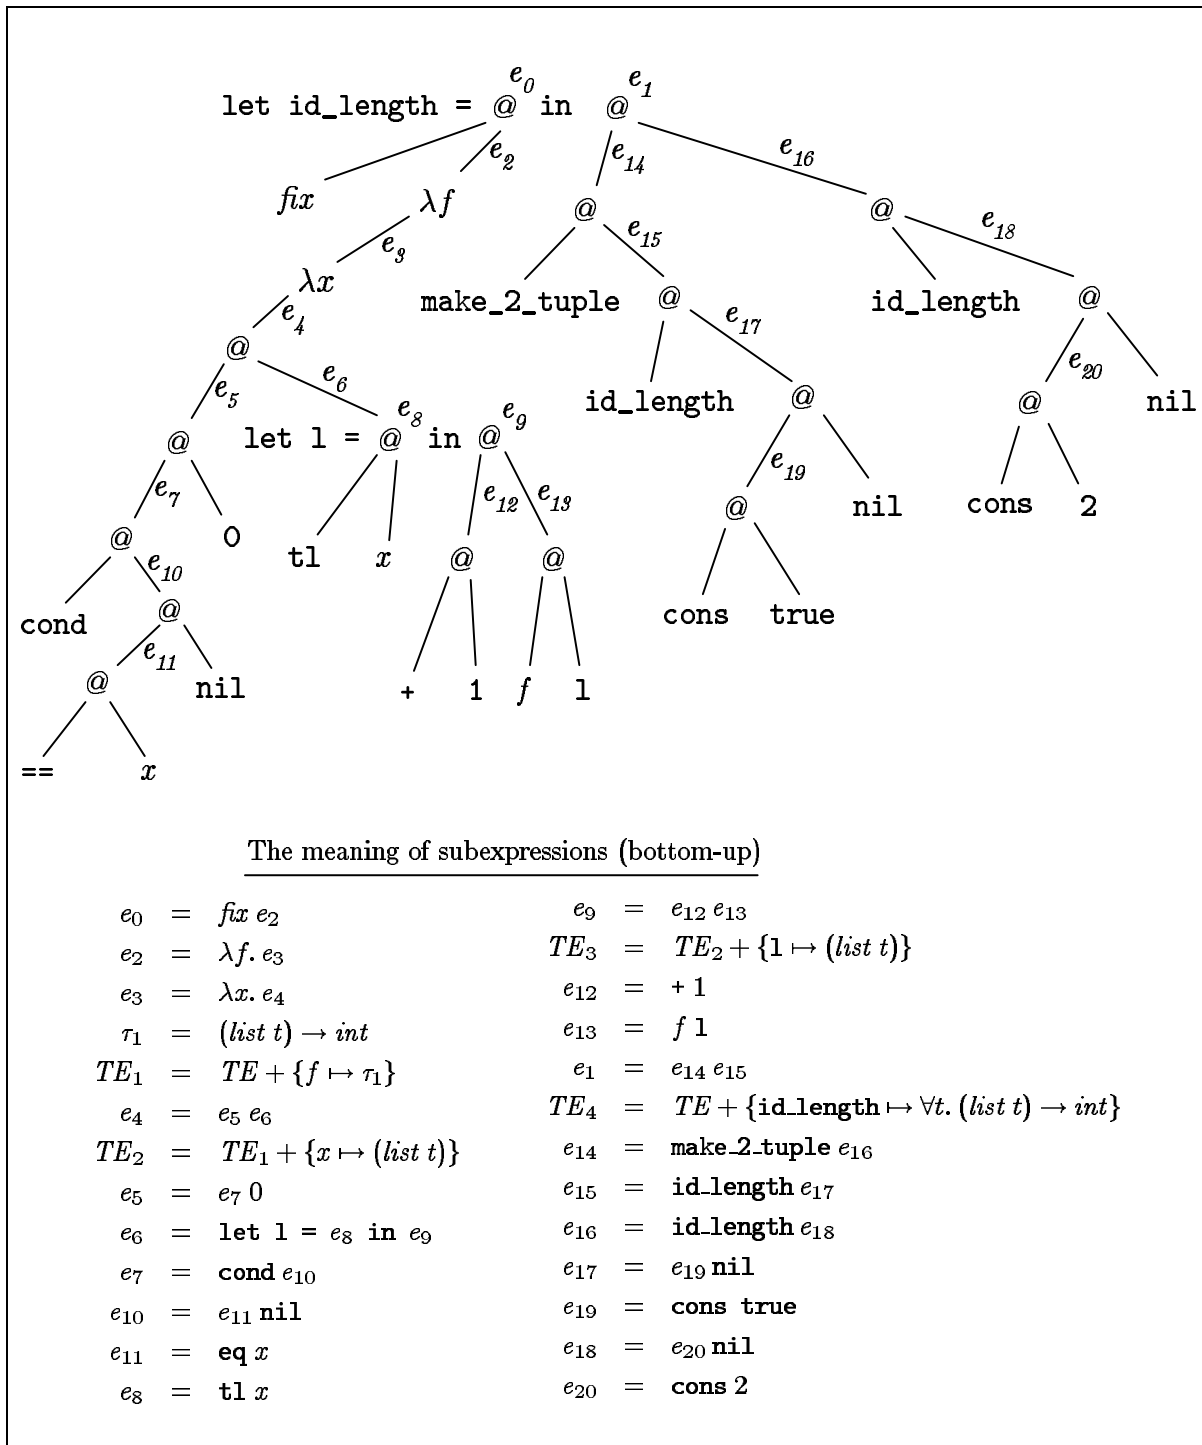 let id_length = @ e₀ in @ e₁
e₂ e₁₄ e₁₆
fix λf @ @
e₃ e₁₅ e₁₈
λx make_2_tuple @ id_length @
e₄ e₁₇
@ e₆ e₂₀
e₅ id_length @ @ nil
@ let l = @ e₈ in @ e₉
e₇ e₁₂ e₁₃ e₁₉
@ 0 tl x @ nil cons 2
e₁₀ @ @
cond @ cons true
e₁₁
@ nil + 1 f l
== x
The meaning of subexpressions (bottom-up)
e₀ = fix e₂
e₂ = λf. e₃
e₃ = λx. e₄
τ₁ = (list t) → int
TE₁ = TE + {f ↦ τ₁}
e₄ = e₅ e₆
TE₂ = TE₁ + {x ↦ (list t)}
e₅ = e₇ 0
e₆ = let l = e₈ in e₉
e₇ = cond e₁₀
e₁₀ = e₁₁ nil
e₁₁ = eq x
e₈ = tl x
e₉ = e₁₂ e₁₃
TE₃ = TE₂ + {l ↦ (list t)}
e₁₂ = + 1
e₁₃ = f l
e₁ = e₁₄ e₁₅
TE₄ = TE + {id_length ↦ ∀t. (list t) → int}
e₁₄ = make_2_tuple e₁₆
e₁₅ = id_length e₁₇
e₁₆ = id_length e₁₈
e₁₇ = e₁₉ nil
e₁₉ = cons true
e₁₈ = e₂₀ nil
e₂₀ = cons 2